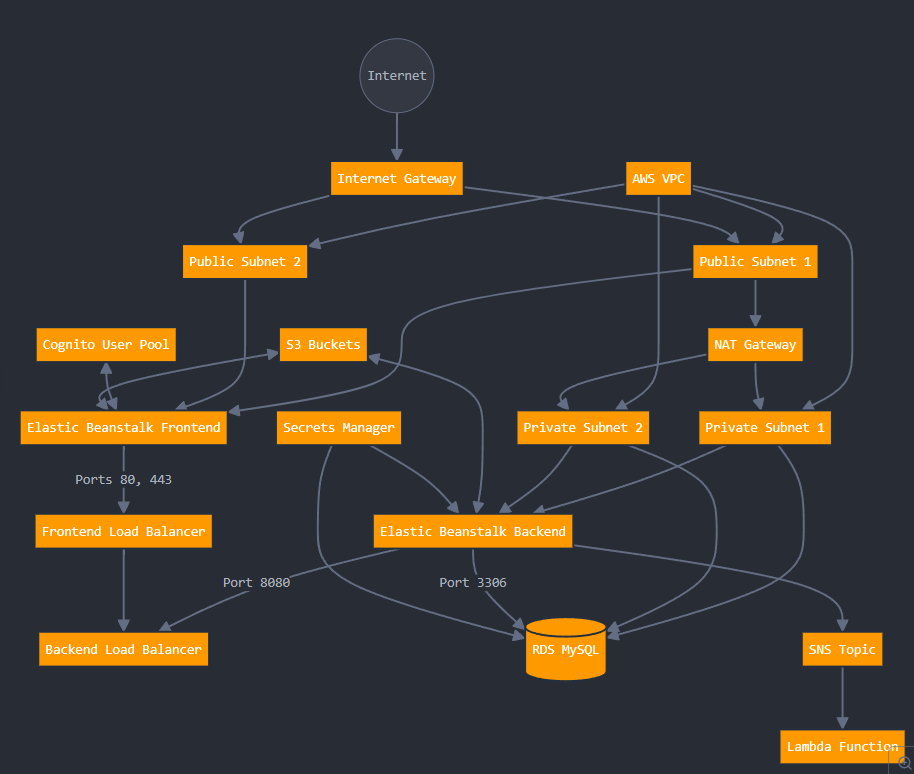 Internet
Internet Gateway
AWS VPC
Public Subnet 2
Public Subnet 1
Cognito User Pool
S3 Buckets
NAT Gateway
Elastic Beanstalk Frontend
Secrets Manager
Private Subnet 2
Private Subnet 1
Ports 80, 443
Frontend Load Balancer
Elastic Beanstalk Backend
Port 8080
Port 3306
Backend Load Balancer
RDS MySQL
SNS Topic
Lambda Function